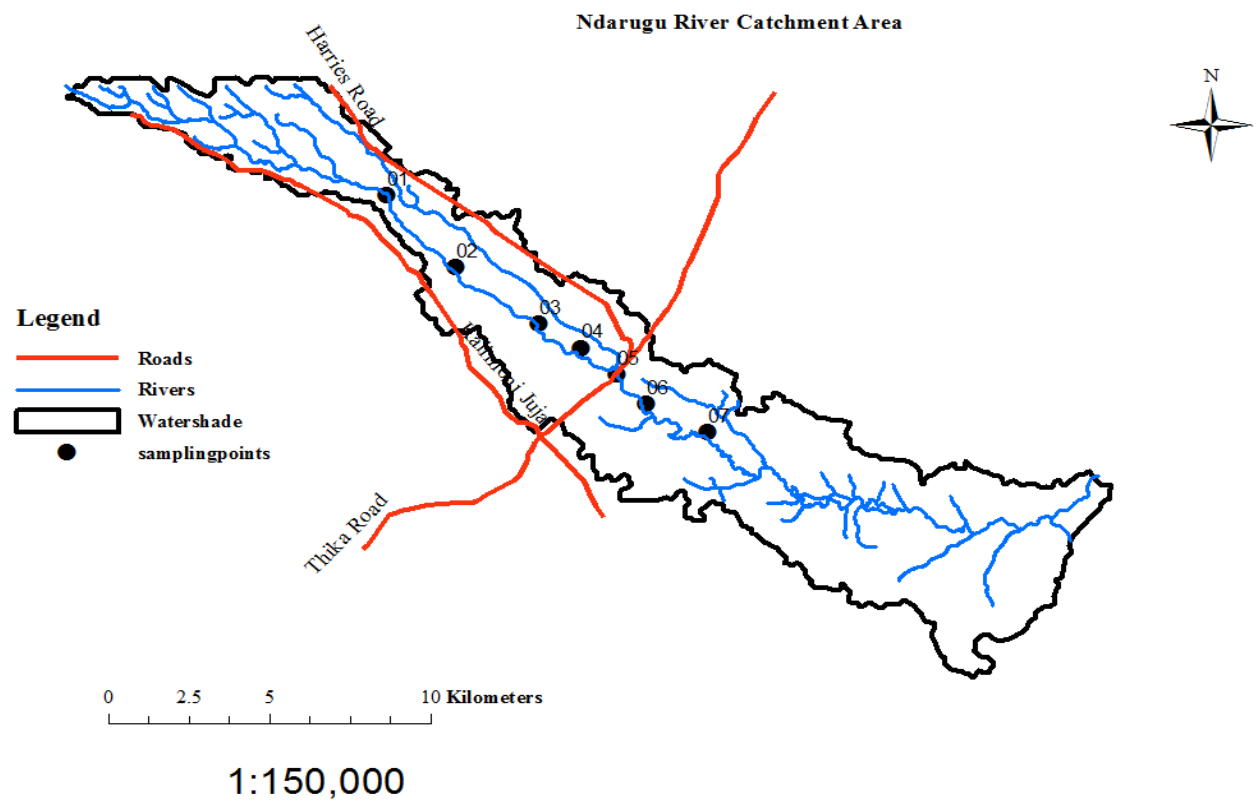 Ndarugu River Catchment Area
Harries Road
N
01
02
03
04
05
06
07
Juja
Thika Road
Legend
Roads
Rivers
Watershade
samplingpoints
0 2.5 5 10 Kilometers
1:150,000